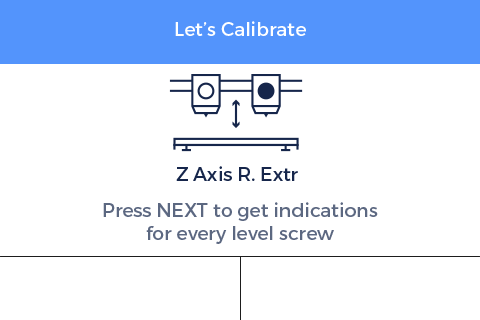 Let's Calibrate
Z Axis R. Extr
Press NEXT to get indications
for every level screw